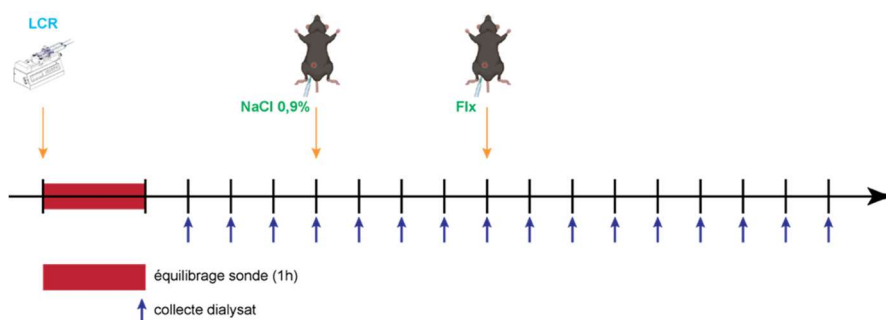 LCR
NaCl 0,9%
Flx
équilibrage sonde (1h)
collecte dialysat